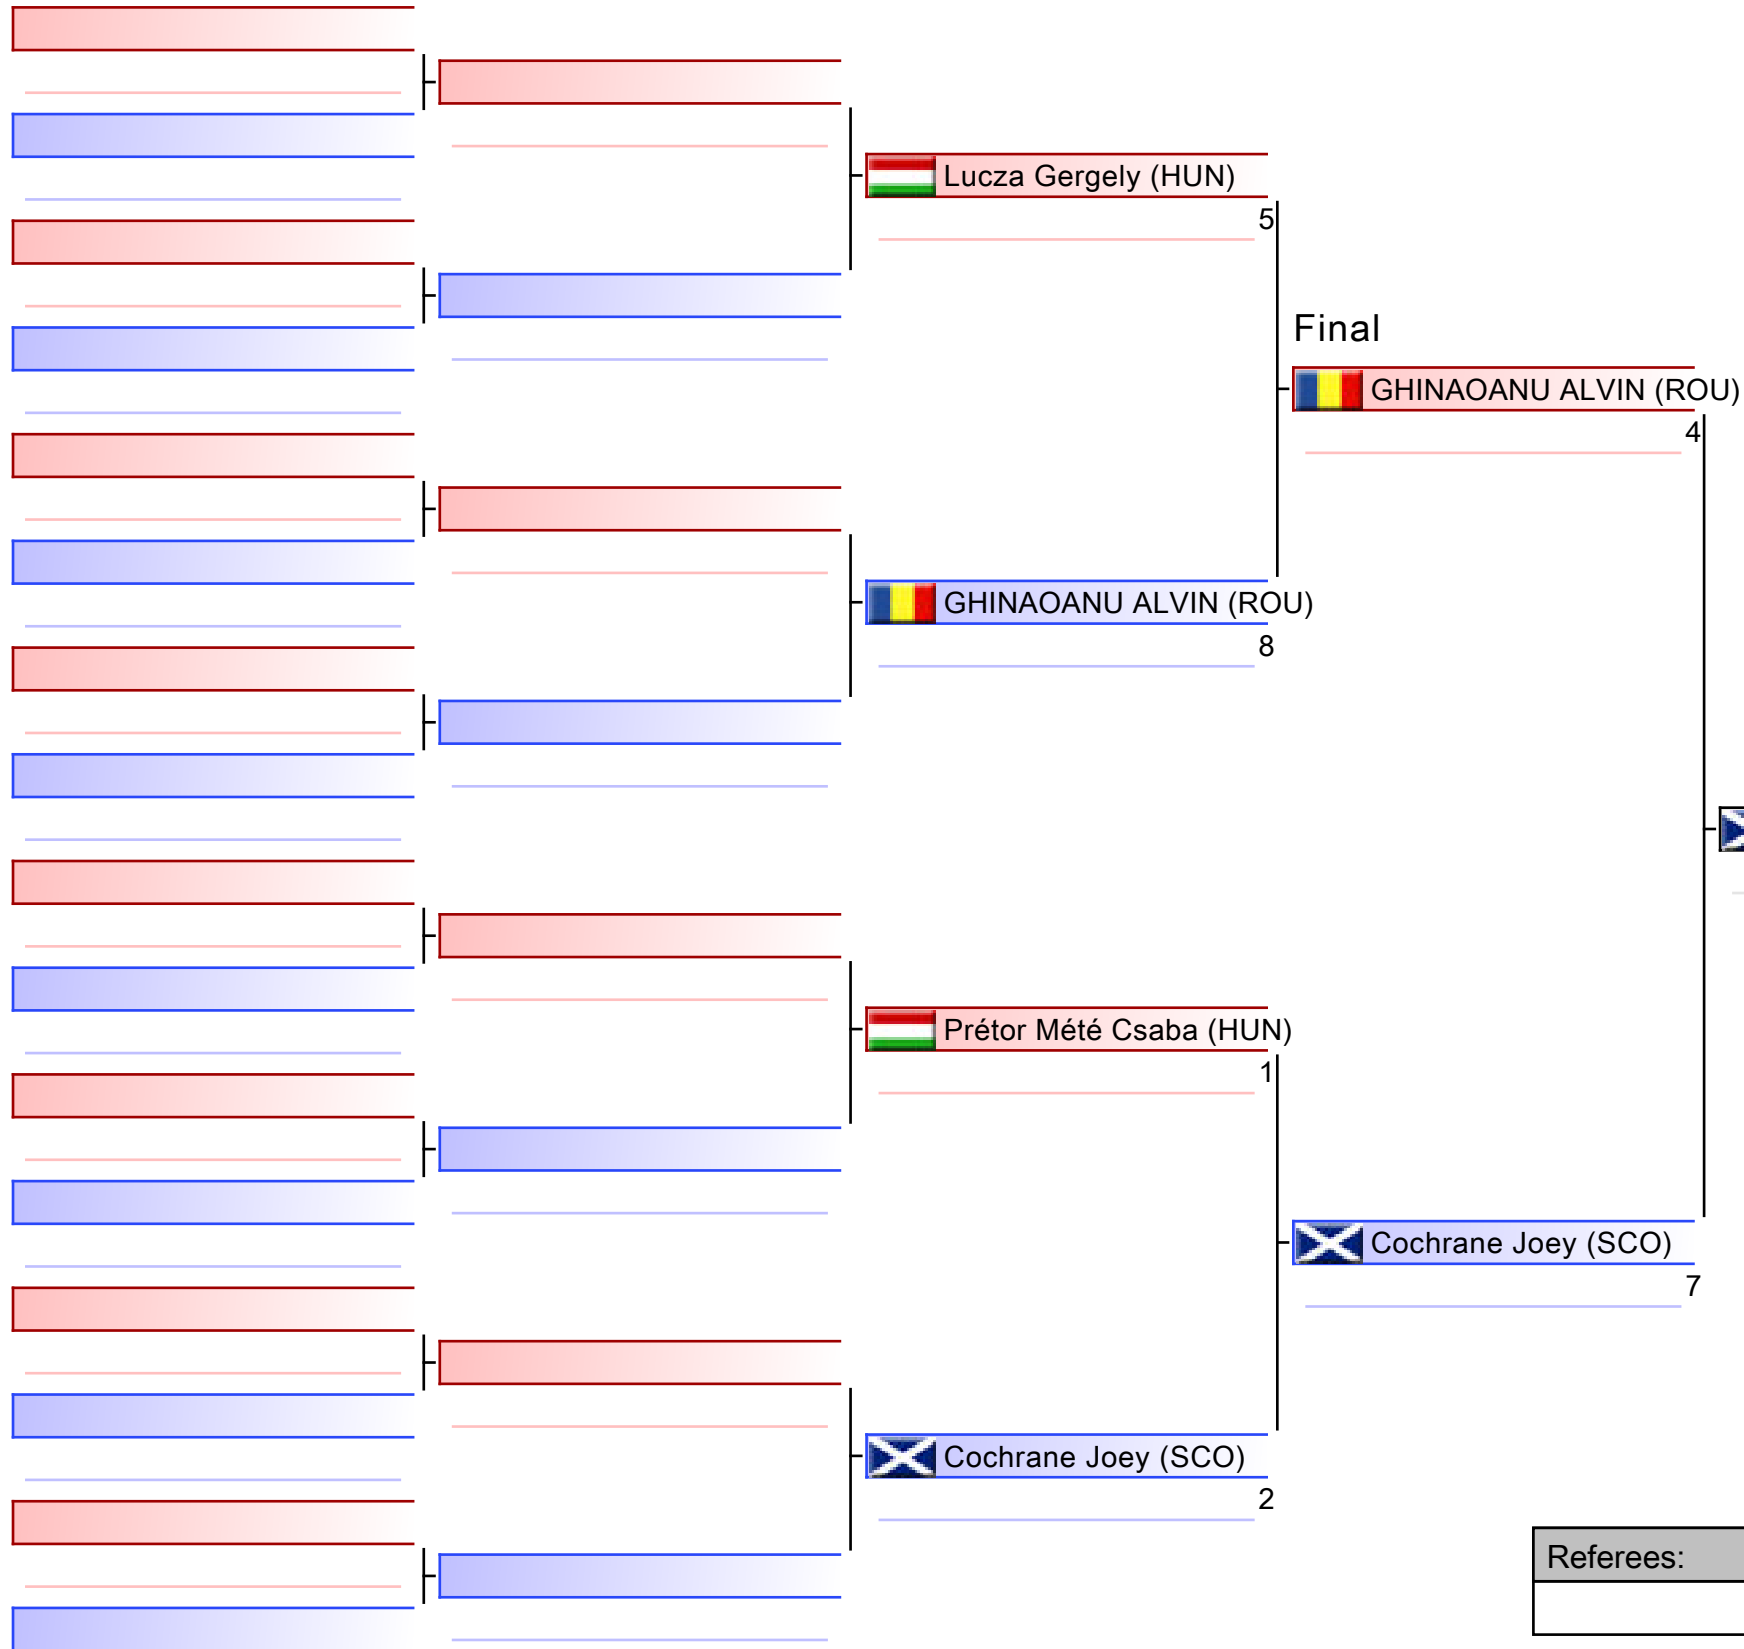 Lucza Gergely (HUN)
5
Final
GHINAOANU ALVIN (ROU)
4
GHINAOANU ALVIN (ROU)
8
Prétor Mété Csaba (HUN)
1
Cochrane Joey (SCO)
7
Cochrane Joey (SCO)
2
Referees: